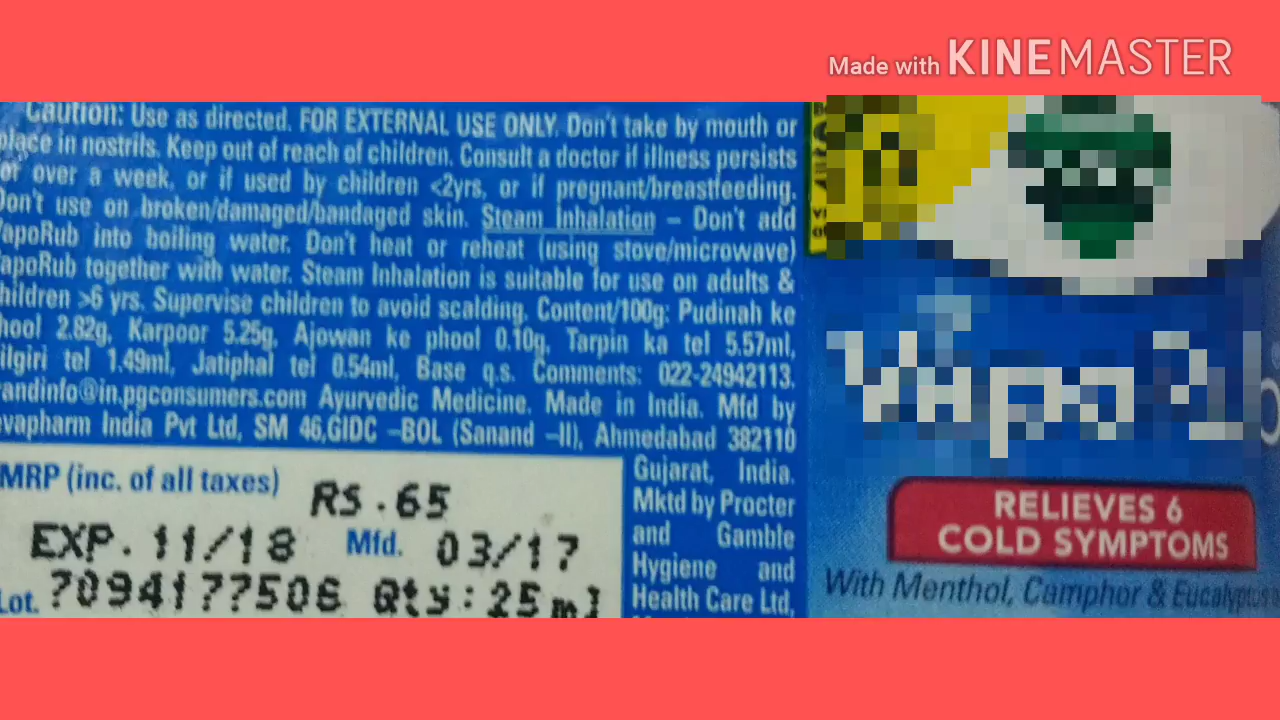 Made with KINEMASTER
Caution: Use as directed. FOR EXTERNAL USE ONLY. Don't take by mouth or
place in nostrils. Keep out of reach of children. Consult a doctor if illness persists
for over a week, or if used by children <2yrs, or if pregnant/breastfeeding.
Don't use on broken/damaged/bandaged skin. Steam Inhalation – Don't add
VapoRub into boiling water. Don't heat or reheat (using stove/microwave)
VapoRub together with water. Steam Inhalation is suitable for use on adults &
children >6 yrs. Supervise children to avoid scalding. Content/100g: Pudinah ke
hool 2.82g, Karpoor 5.25g, Ajowan ke phool 0.10g, Tarpin ka tel 5.57ml,
ilgiri tel 1.49ml, Jatiphal tel 0.54ml, Base q.s. Comments: 022-24942113.
andinfo@in.pgconsumers.com Ayurvedic Medicine. Made in India. Mfd by
vapharm India Pvt Ltd, SM 46,GIDC –BOL (Sanand –II), Ahmedabad 382110
Gujarat, India.
Mktd by Procter
and Gamble
Hygiene and
Health Care Ltd,
MRP (inc. of all taxes) RS.65
EXP. 11/18 Mfd. 03/17
Lot. 7094177506 Qty:25ml
RELIEVES 6
COLD SYMPTOMS
With Menthol, Camphor & Eucalyptus